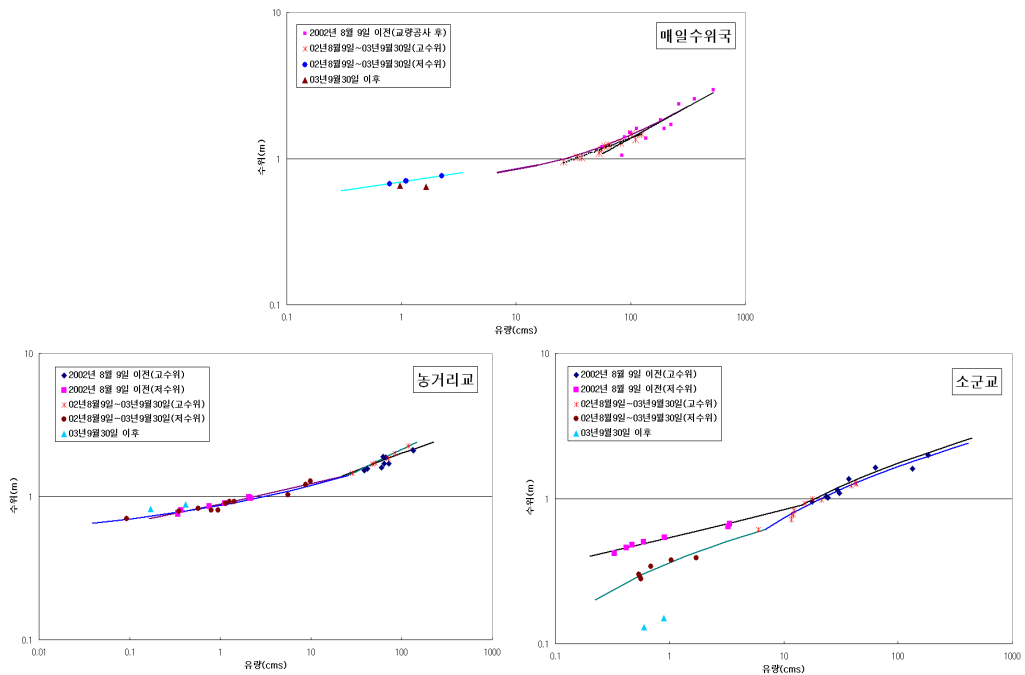 매일수위국
2002년 8월 9일 이전(교량공사 후)
02년8월9일~03년9월30일(고수위)
02년8월9일~03년9월30일(저수위)
03년9월30일 이후
수위(m)
10
1
0.1
0.1 1 10 100 1000
유량(cms)
농거리교
2002년 8월 9일 이전(고수위)
2002년 8월 9일 이전(저수위)
02년8월9일~03년9월30일(고수위)
02년8월9일~03년9월30일(저수위)
03년9월30일 이후
수위(m)
10
1
0.1
0.01 0.1 1 10 100 1000
유량(cms)
소군교
2002년 8월 9일 이전(고수위)
2002년 8월 9일 이전(저수위)
02년8월9일~03년9월30일(고수위)
02년8월9일~03년9월30일(저수위)
03년9월30일 이후
수위(m)
10
1
0.1
0.1 1 10 100 1000
유량(cms)